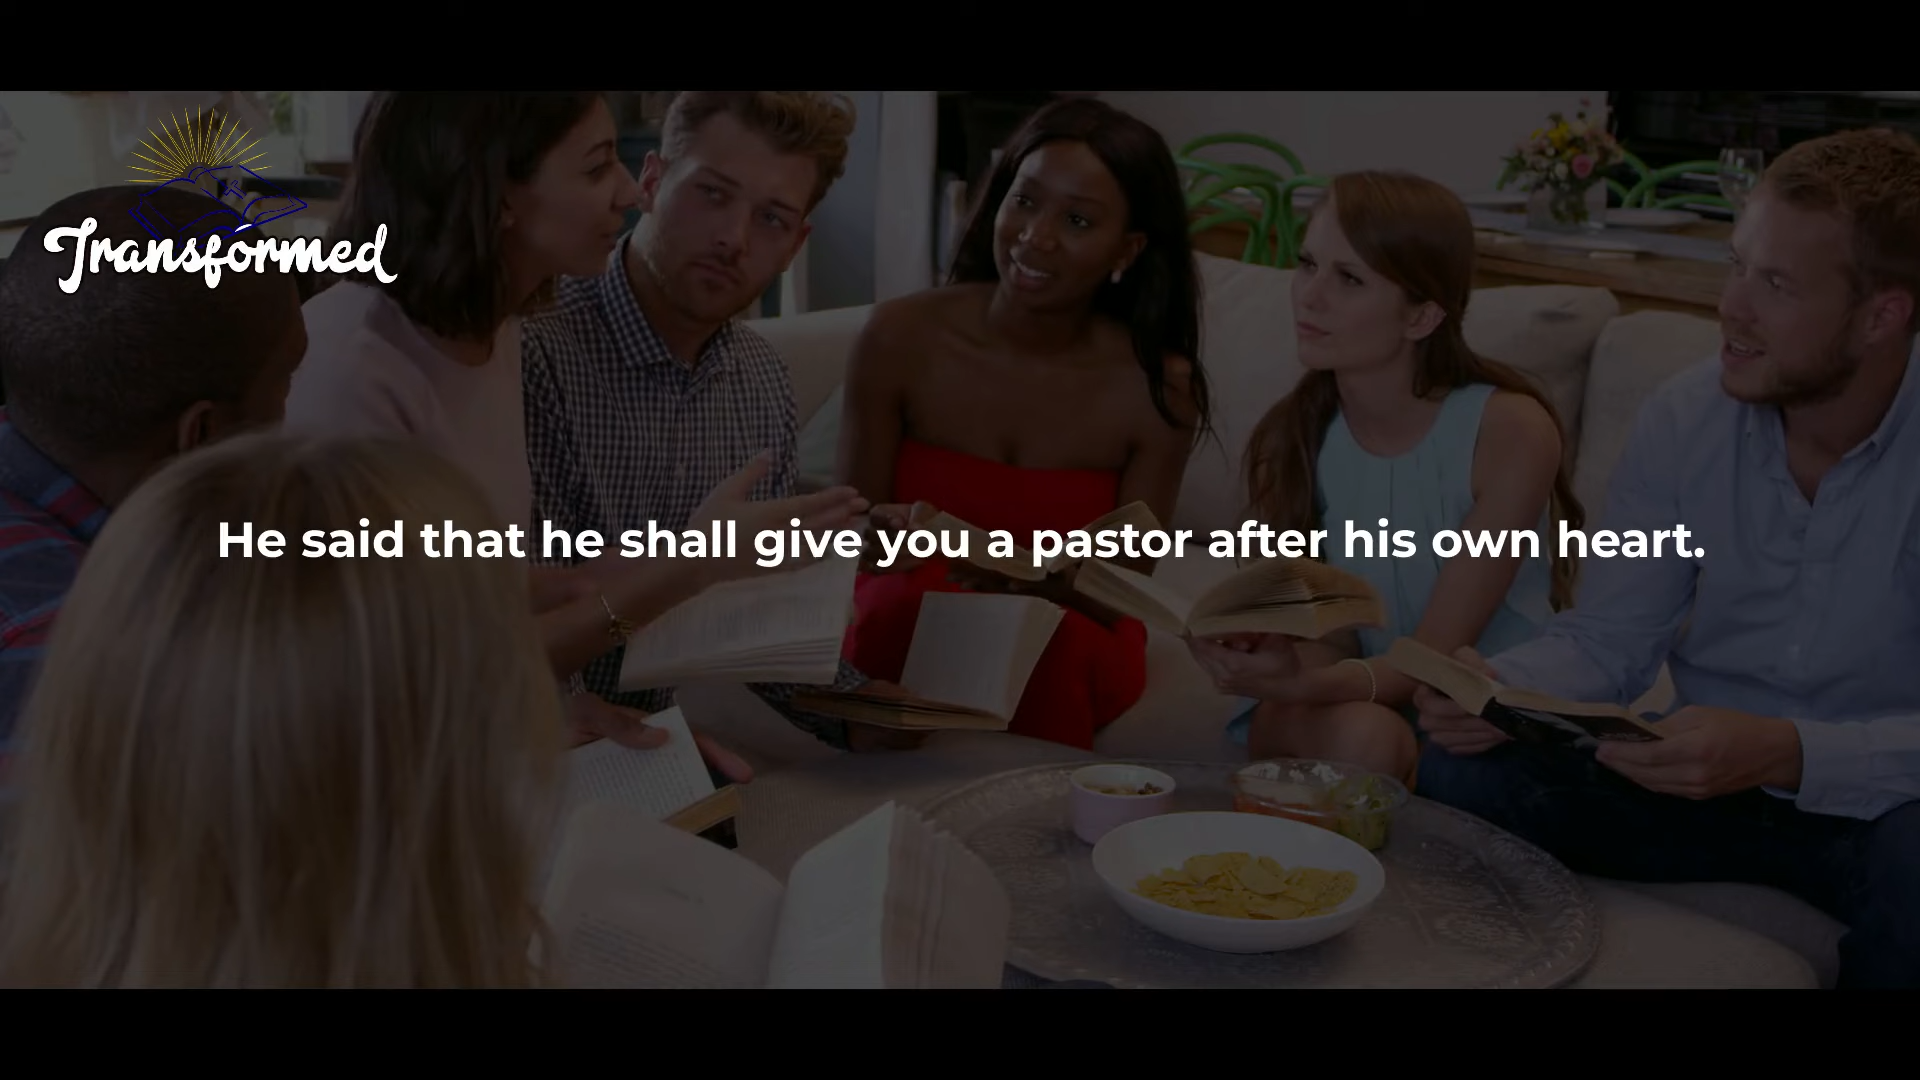 Transformed
He said that he shall give you a pastor after his own heart.